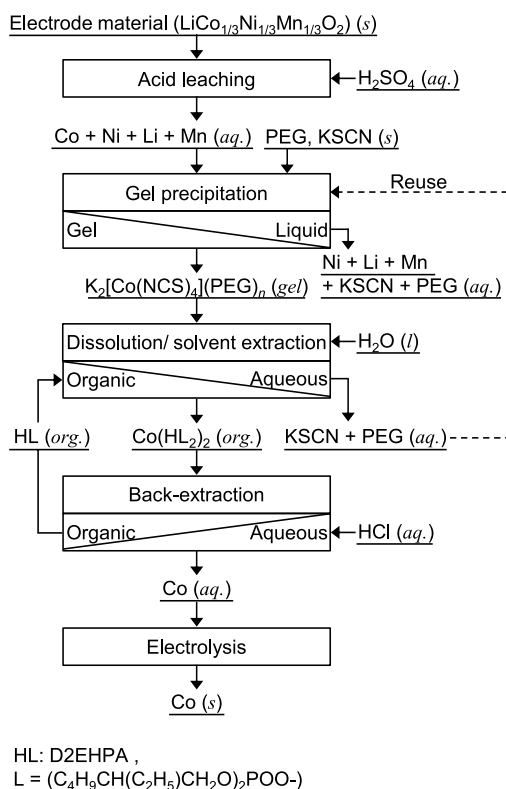 Electrode material (LiCo1/3Ni1/3Mn1/3O2) (s)
Acid leaching
H2SO4 (aq.)
Co + Ni + Li + Mn (aq.)
PEG, KSCN (s)
Gel precipitation
Reuse
Gel
Liquid
Ni + Li + Mn
+ KSCN + PEG (aq.)
K2[Co(NCS)4](PEG)n (gel)
Dissolution/ solvent extraction
H2O (l)
Organic
Aqueous
HL (org.)
Co(HL2)2 (org.)
KSCN + PEG (aq.)
Back-extraction
Organic
Aqueous
HCl (aq.)
Co (aq.)
Electrolysis
Co (s)
HL: D2EHPA ,
L = (C4H9CH(C2H5)CH2O)2POO-)